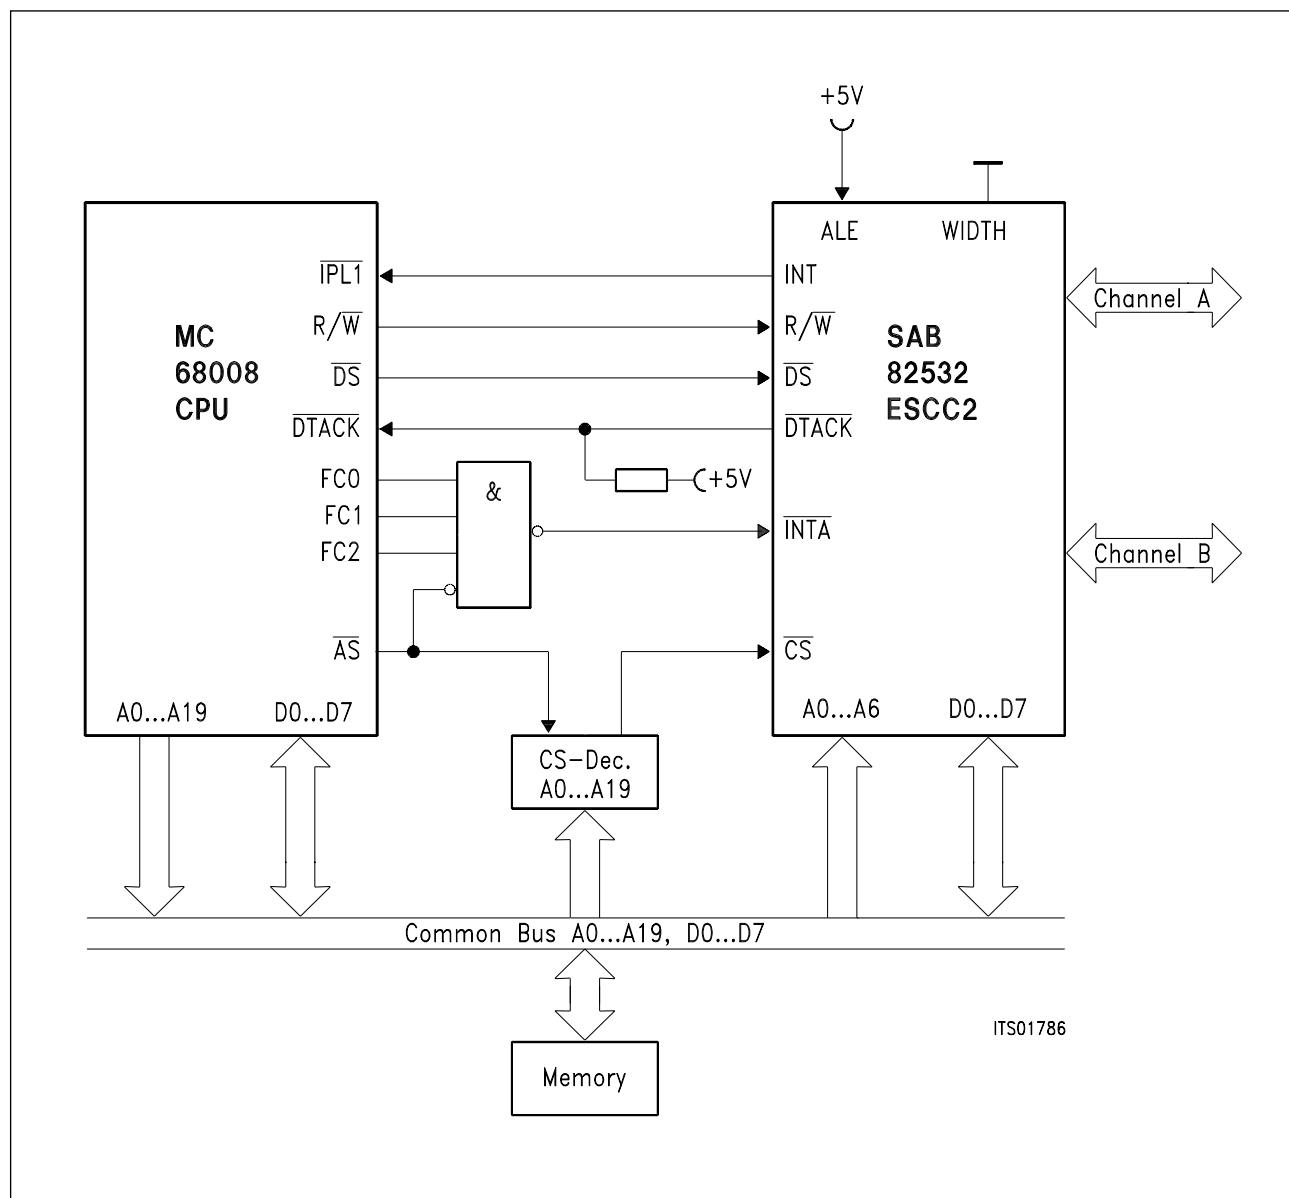 +5V
ALE WIDTH
IPL1 INT
Channel A
R/W R/W
MC
68008
CPU
SAB
82532
ESCC2
DS DS
DTACK DTACK
FC0
& +5V
FC1
INTA
FC2
Channel B
AS CS
A0...A19 D0...D7
A0...A6 D0...D7
CS-Dec.
A0...A19
Common Bus A0...A19, D0...D7
ITS01786
Memory